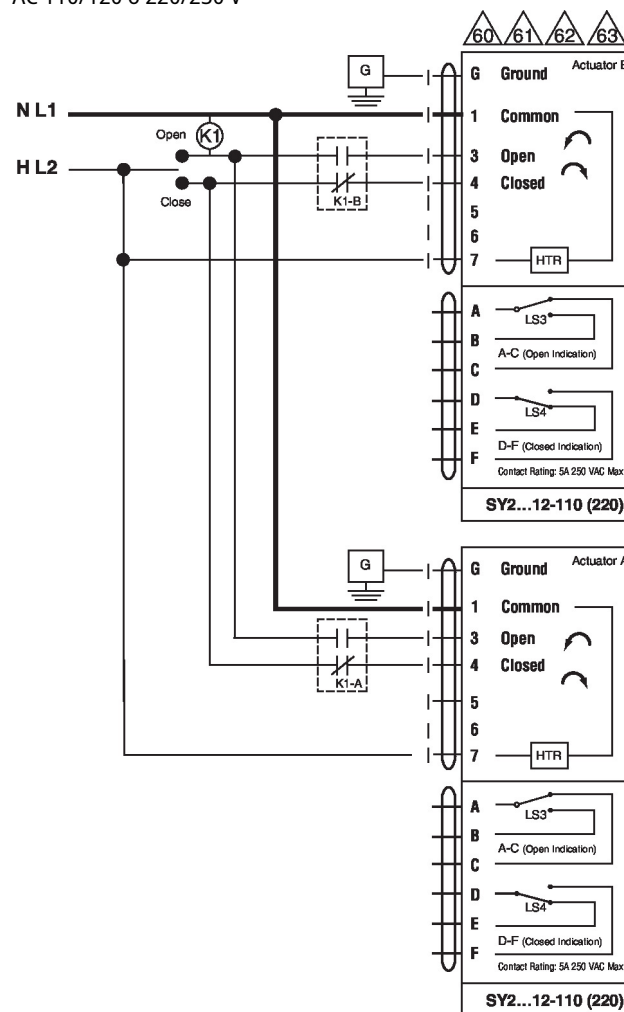 AC 110/120 o 220/230 V
60 61 62 63
G G Ground Actuator B
N L1 1 Common
Open K1
3 Open
H L2 4 Closed
Close K1-B
5
6
7 HTR
A LS3
B
A-C (Open Indication)
C
D LS4
E
D-F (Closed Indication)
F
Contact Rating: 5A 250 VAC Max
SY2...12-110 (220)
G G Ground Actuator A
1 Common
3 Open
4 Closed
K1-A
5
6
7 HTR
A LS3
B
A-C (Open Indication)
C
D LS4
E
D-F (Closed Indication)
F
Contact Rating: 5A 250 VAC Max
SY2...12-110 (220)